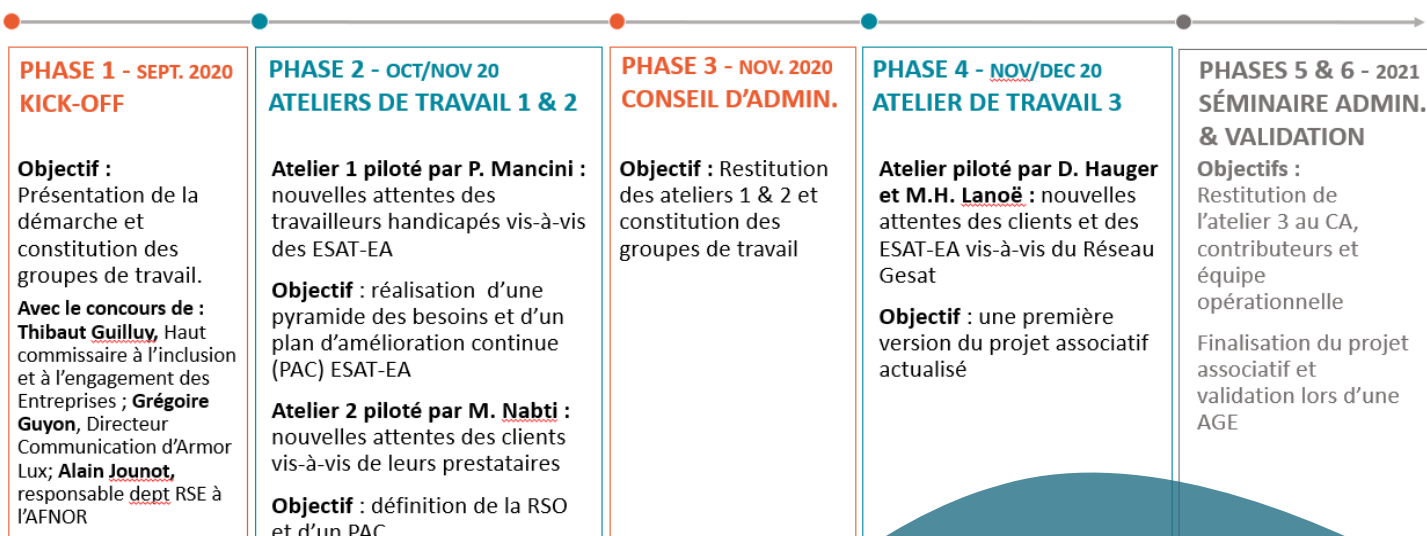 PHASE 1 - SEPT. 2020
KICK-OFF
Objectif :
Présentation de la
démarche et
constitution des
groupes de travail.
Avec le concours de :
Thibaut Guilluy, Haut
commissaire à l’inclusion
et à l’engagement des
Entreprises ; Grégoire
Guyon, Directeur
Communication d’Armor
Lux; Alain Jounot,
responsable dept RSE à
l’AFNOR
PHASE 2 - OCT/NOV 20
ATELIERS DE TRAVAIL 1 & 2
Atelier 1 piloté par P. Mancini :
nouvelles attentes des
travailleurs handicapés vis-à-vis
des ESAT-EA
Objectif : réalisation d’une
pyramide des besoins et d’un
plan d’amélioration continue
(PAC) ESAT-EA
Atelier 2 piloté par M. Nabti :
nouvelles attentes des clients
vis-à-vis de leurs prestataires
Objectif : définition de la RSO
et d’un PAC
PHASE 3 - NOV. 2020
CONSEIL D’ADMIN.
Objectif : Restitution
des ateliers 1 & 2 et
constitution des
groupes de travail
PHASE 4 - NOV/DEC 20
ATELIER DE TRAVAIL 3
Atelier piloté par D. Hauger
et M.H. Lanoë : nouvelles
attentes des clients et des
ESAT-EA vis-à-vis du Réseau
Gesat
Objectif : une première
version du projet associatif
actualisé
PHASES 5 & 6 - 2021
SÉMINAIRE ADMIN.
& VALIDATION
Objectifs :
Restitution de
l’atelier 3 au CA,
contributeurs et
équipe
opérationnelle
Finalisation du projet
associatif et
validation lors d’une
AGE